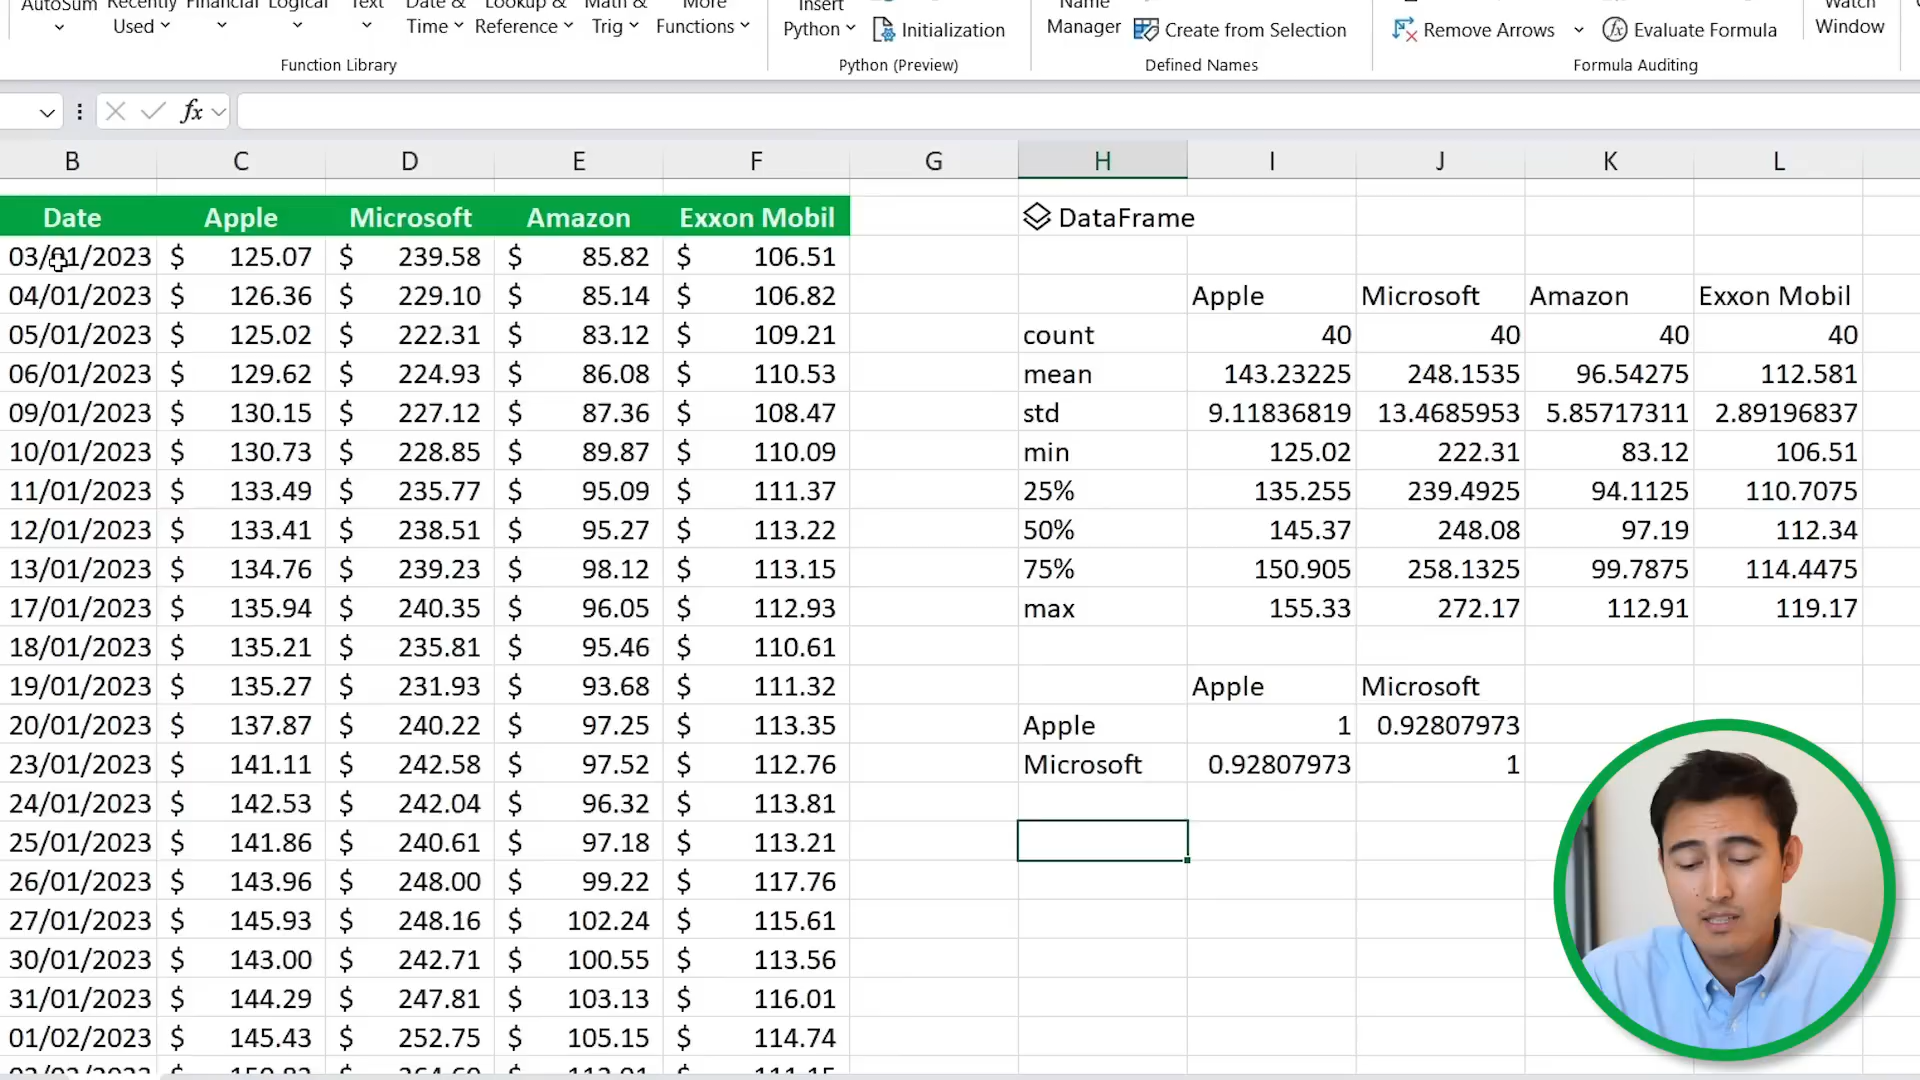 AutoSum Recently Used Financial Logical Text Date & Time Lookup & Reference Math & Trig More Functions
Function Library
Insert Python Initialization
Python (Preview)
Name Manager Create from Selection
Defined Names
Remove Arrows Evaluate Formula
Formula Auditing
Watch Window
fx
B C D E F G H I J K L
Date Apple Microsoft Amazon Exxon Mobil DataFrame
03/01/2023 $ 125.07 $ 239.58 $ 85.82 $ 106.51
04/01/2023 $ 126.36 $ 229.10 $ 85.14 $ 106.82 Apple Microsoft Amazon Exxon Mobil
05/01/2023 $ 125.02 $ 222.31 $ 83.12 $ 109.21 count 40 40 40 40
06/01/2023 $ 129.62 $ 224.93 $ 86.08 $ 110.53 mean 143.23225 248.1535 96.54275 112.581
09/01/2023 $ 130.15 $ 227.12 $ 87.36 $ 108.47 std 9.11836819 13.4685953 5.85717311 2.89196837
10/01/2023 $ 130.73 $ 228.85 $ 89.87 $ 110.09 min 125.02 222.31 83.12 106.51
11/01/2023 $ 133.49 $ 235.77 $ 95.09 $ 111.37 25% 135.255 239.4925 94.1125 110.7075
12/01/2023 $ 133.41 $ 238.51 $ 95.27 $ 113.22 50% 145.37 248.08 97.19 112.34
13/01/2023 $ 134.76 $ 239.23 $ 98.12 $ 113.15 75% 150.905 258.1325 99.7875 114.4475
17/01/2023 $ 135.94 $ 240.35 $ 96.05 $ 112.93 max 155.33 272.17 112.91 119.17
18/01/2023 $ 135.21 $ 235.81 $ 95.46 $ 110.61
19/01/2023 $ 135.27 $ 231.93 $ 93.68 $ 111.32 Apple Microsoft
20/01/2023 $ 137.87 $ 240.22 $ 97.25 $ 113.35 Apple 1 0.92807973
23/01/2023 $ 141.11 $ 242.58 $ 97.52 $ 112.76 Microsoft 0.92807973 1
24/01/2023 $ 142.53 $ 242.04 $ 96.32 $ 113.81
25/01/2023 $ 141.86 $ 240.61 $ 97.18 $ 113.21
26/01/2023 $ 143.96 $ 248.00 $ 99.22 $ 117.76
27/01/2023 $ 145.93 $ 248.16 $ 102.24 $ 115.61
30/01/2023 $ 143.00 $ 242.71 $ 100.55 $ 113.56
31/01/2023 $ 144.29 $ 247.81 $ 103.13 $ 116.01
01/02/2023 $ 145.43 $ 252.75 $ 105.15 $ 114.74